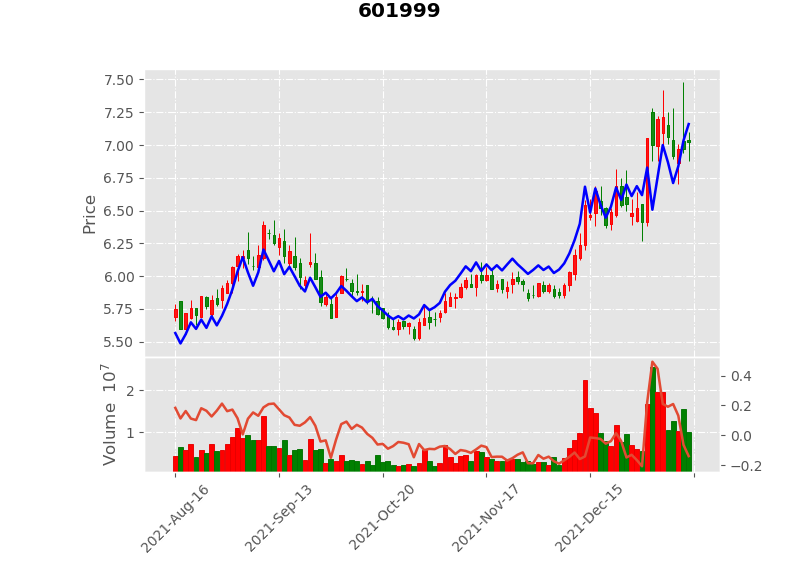 601999
7.50
7.25
7.00
6.75
6.50
6.25
6.00
5.75
5.50
Price
2
1
Volume 10^7
0.4
0.2
0.0
−0.2
2021-Aug-16
2021-Sep-13
2021-Oct-20
2021-Nov-17
2021-Dec-15